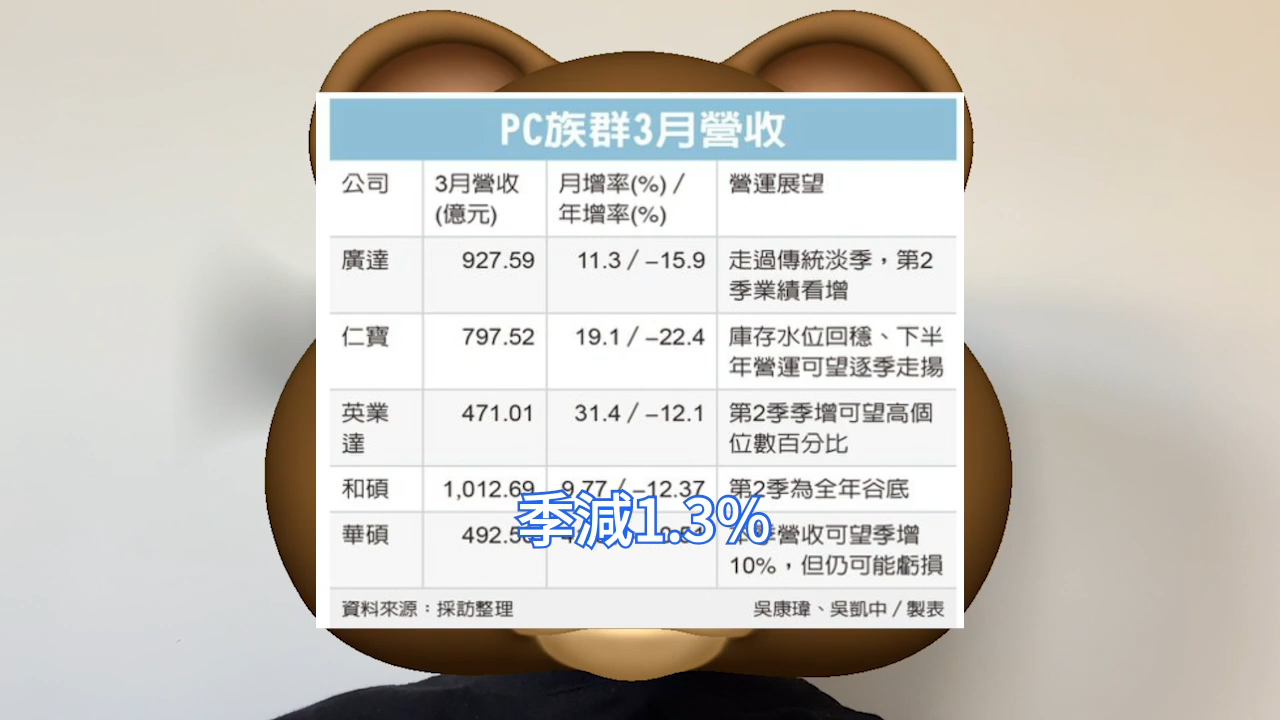 PC族群3月營收
公司 3月營收 月增率(%) / 營運展望
(億元) 年增率(%)
廣達 927.59 11.3 / −15.9 走過傳統淡季，第2
季業績看增
仁寶 797.52 19.1 / −22.4 庫存水位回穩、下半
年營運可望逐季走揚
英業 471.01 31.4 / −12.1 第2季季增可望高個
達 位數百分比
和碩 1,012.69 9.77 / −12.37 第2季為全年谷底
季減1.3%
華碩 季營收可望季增
10%，但仍可能虧損
資料來源：採訪整理 吳康瑋、吳凱中 / 製表